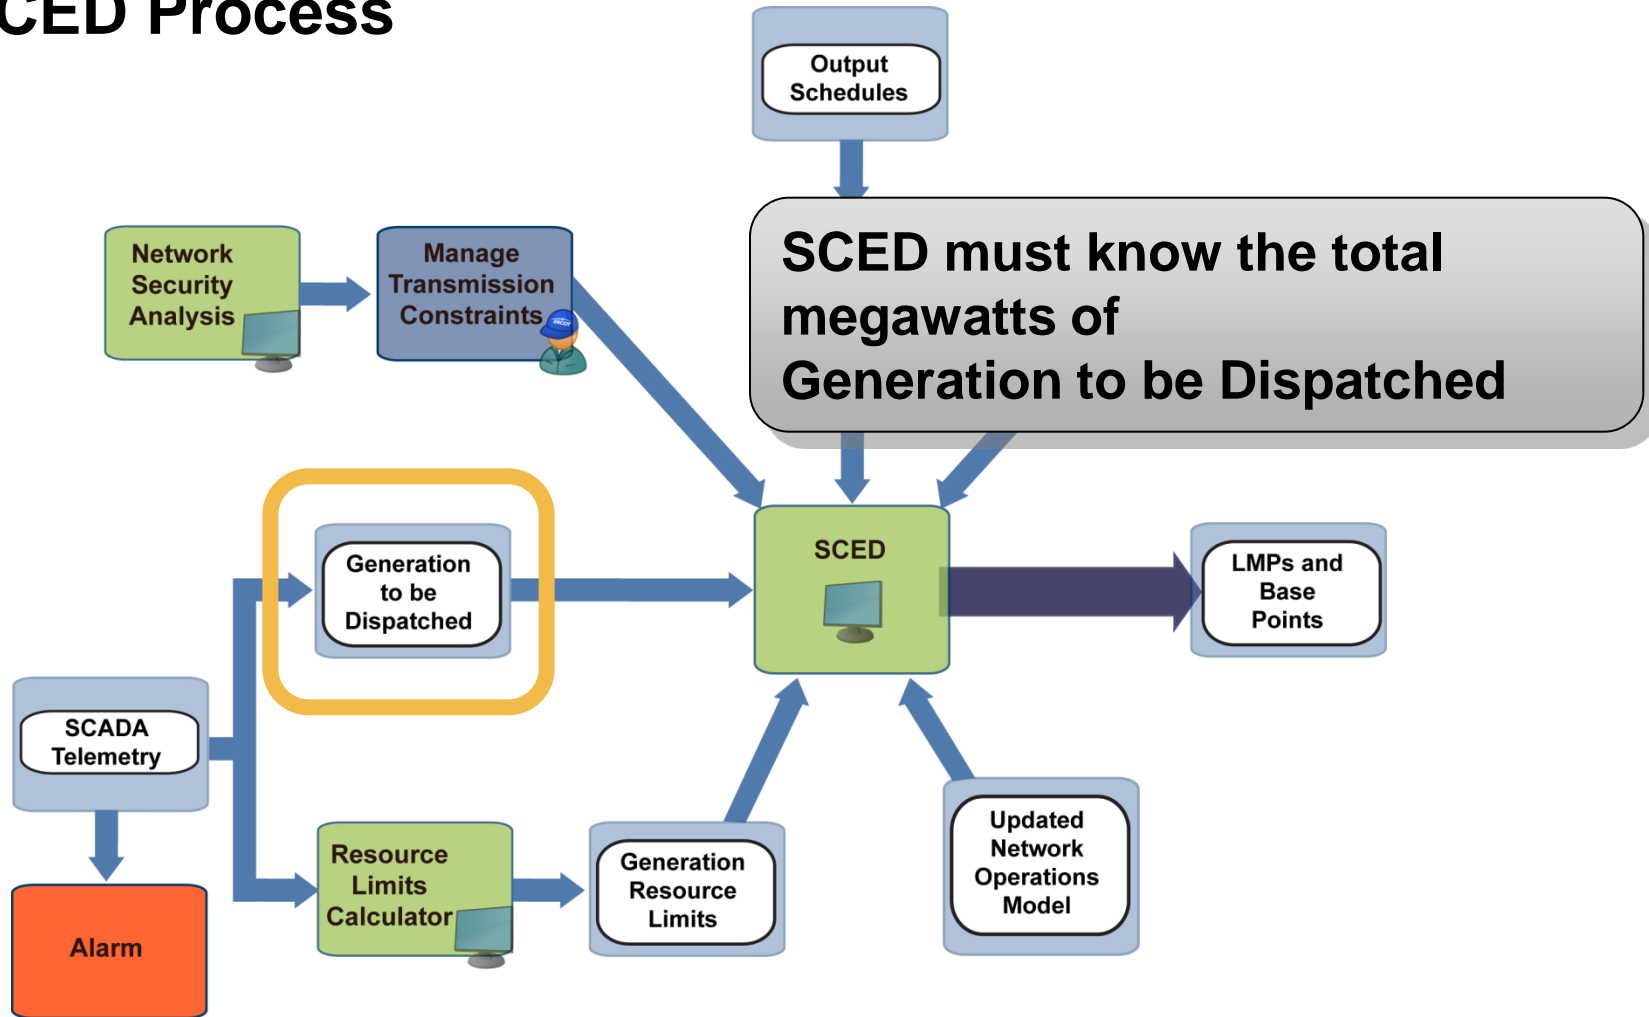 CED Process
Output
Schedules
Network
Security
Analysis
Manage
Transmission
Constraints
ERCOT
SCED must know the total
megawatts of
Generation to be Dispatched
Generation
to be
Dispatched
SCED
LMPs and
Base
Points
SCADA
Telemetry
Resource
Limits
Calculator
Generation
Resource
Limits
Updated
Network
Operations
Model
Alarm